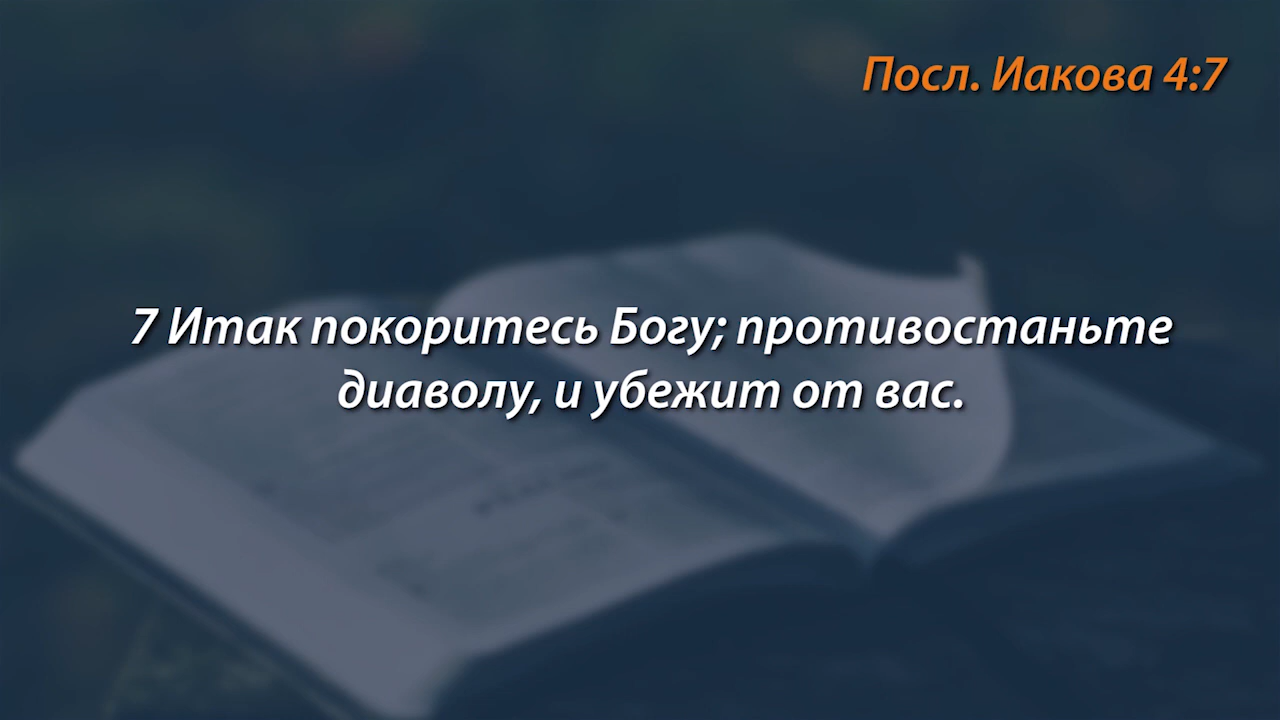 Посл. Иакова 4:7
7 Итак покоритесь Богу; противостаньте
диаволу, и убежит от вас.